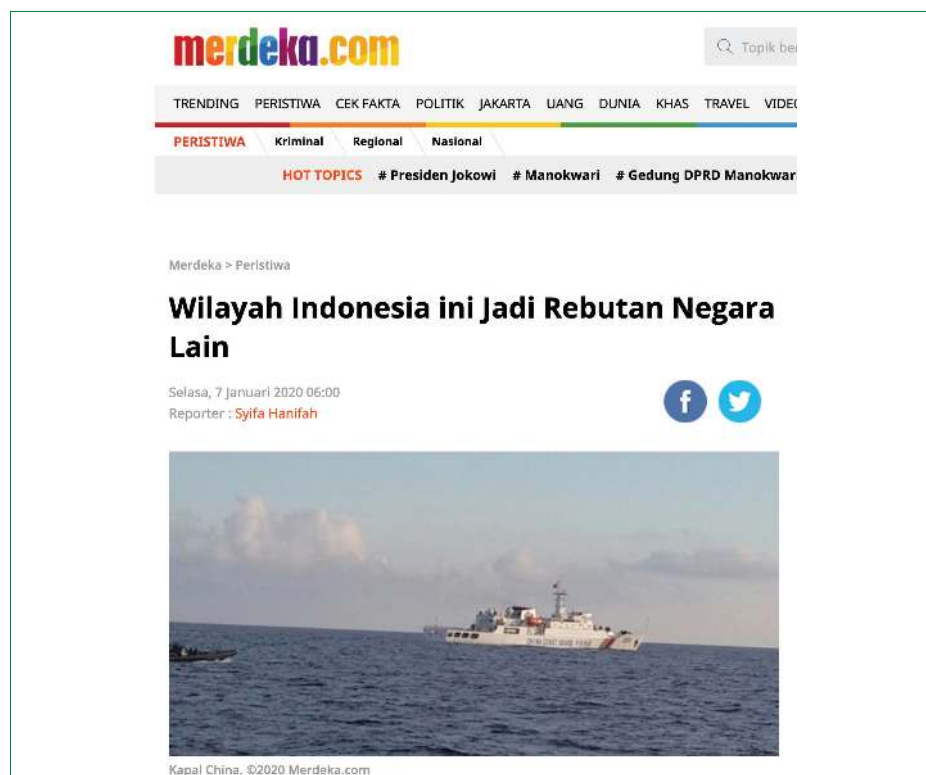 merdeka.com
Topik be
TRENDING PERISTIWA CEK FAKTA POLITIK JAKARTA UANG DUNIA KHAS TRAVEL VIDEO
PERISTIWA Kriminal Regional Nasional
HOT TOPICS # Presiden Jokowi # Manokwari # Gedung DPRD Manokwar
Merdeka > Peristiwa
Wilayah Indonesia ini Jadi Rebutan Negara
Lain
Selasa, 7 Januari 2020 06:00
Reporter : Syifa Hanifah
f
Kapal China. ©2020 Merdeka.com